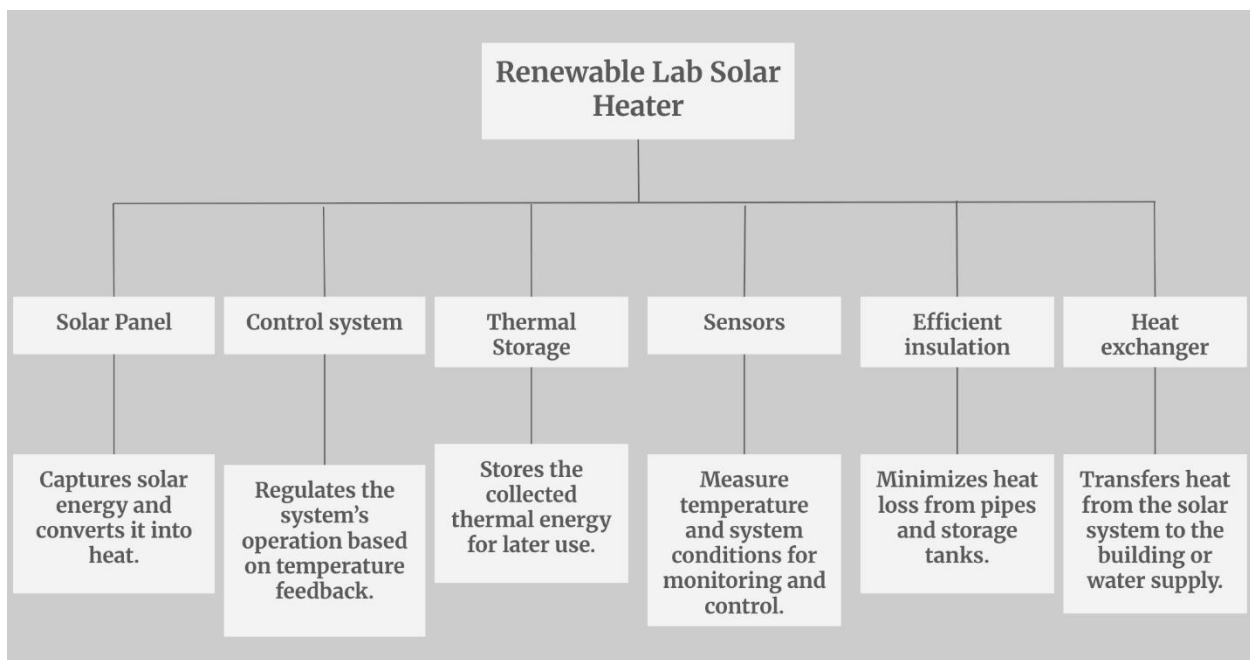 Renewable Lab Solar
Heater
Solar Panel
Control system
Thermal
Storage
Sensors
Efficient
insulation
Heat
exchanger
Captures solar
energy and
converts it into
heat.
Regulates the
system’s
operation based
on temperature
feedback.
Stores the
collected
thermal energy
for later use.
Measure
temperature
and system
conditions for
monitoring and
control.
Minimizes heat
loss from pipes
and storage
tanks.
Transfers heat
from the solar
system to the
building or
water supply.